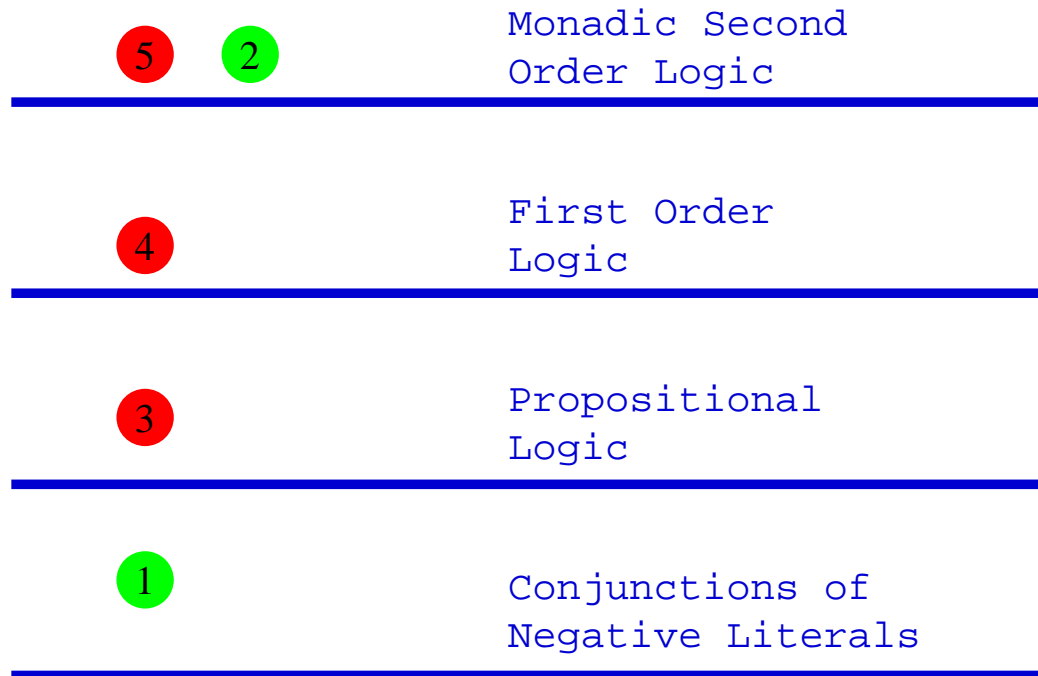 5 2 Monadic Second
Order Logic
4 First Order
Logic
3 Propositional
Logic
1 Conjunctions of
Negative Literals